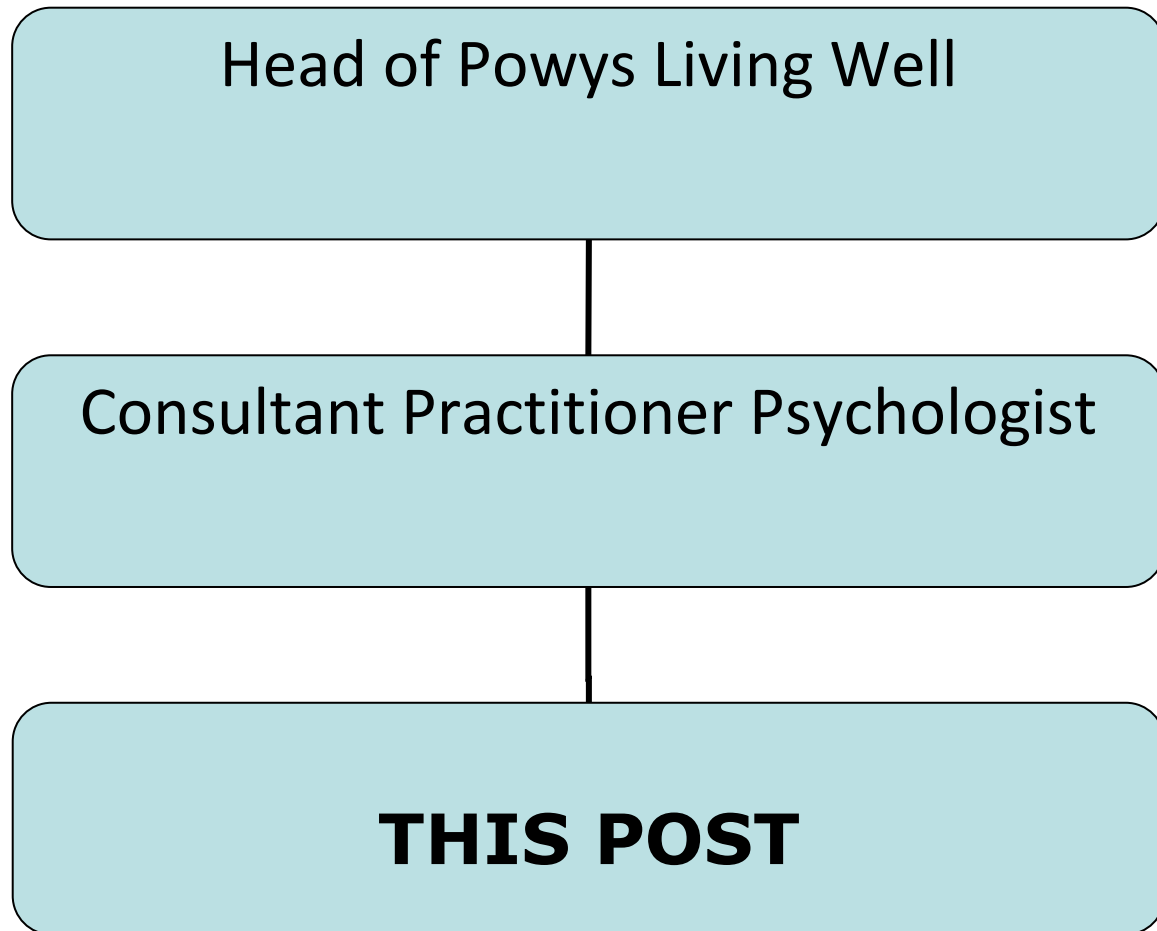 Head of Powys Living Well
Consultant Practitioner Psychologist
THIS POST